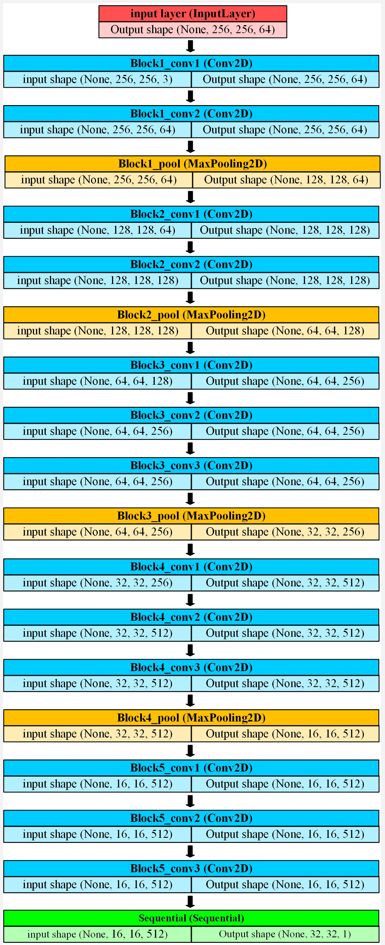 input layer (InputLayer)
Output shape (None, 256, 256, 64)
Block1_conv1 (Conv2D)
input shape (None, 256, 256, 3) Output shape (None, 256, 256, 64)
Block1_conv2 (Conv2D)
input shape (None, 256, 256, 64) Output shape (None, 256, 256, 64)
Block1_pool (MaxPooling2D)
input shape (None, 256, 256, 64) Output shape (None, 128, 128, 64)
Block2_conv1 (Conv2D)
input shape (None, 128, 128, 64) Output shape (None, 128, 128, 128)
Block2_conv2 (Conv2D)
input shape (None, 128, 128, 128) Output shape (None, 128, 128, 128)
Block2_pool (MaxPooling2D)
input shape (None, 128, 128, 128) Output shape (None, 64, 64, 128)
Block3_conv1 (Conv2D)
input shape (None, 64, 64, 128) Output shape (None, 64, 64, 256)
Block3_conv2 (Conv2D)
input shape (None, 64, 64, 256) Output shape (None, 64, 64, 256)
Block3_conv3 (Conv2D)
input shape (None, 64, 64, 256) Output shape (None, 64, 64, 256)
Block3_pool (MaxPooling2D)
input shape (None, 64, 64, 256) Output shape (None, 32, 32, 256)
Block4_conv1 (Conv2D)
input shape (None, 32, 32, 256) Output shape (None, 32, 32, 512)
Block4_conv2 (Conv2D)
input shape (None, 32, 32, 512) Output shape (None, 32, 32, 512)
Block4_conv3 (Conv2D)
input shape (None, 32, 32, 512) Output shape (None, 32, 32, 512)
Block4_pool (MaxPooling2D)
input shape (None, 32, 32, 512) Output shape (None, 16, 16, 512)
Block5_conv1 (Conv2D)
input shape (None, 16, 16, 512) Output shape (None, 16, 16, 512)
Block5_conv2 (Conv2D)
input shape (None, 16, 16, 512) Output shape (None, 16, 16, 512)
Block5_conv3 (Conv2D)
input shape (None, 16, 16, 512) Output shape (None, 16, 16, 512)
Sequential (Sequential)
input shape (None, 16, 16, 512) Output shape (None, 32, 32, 1)